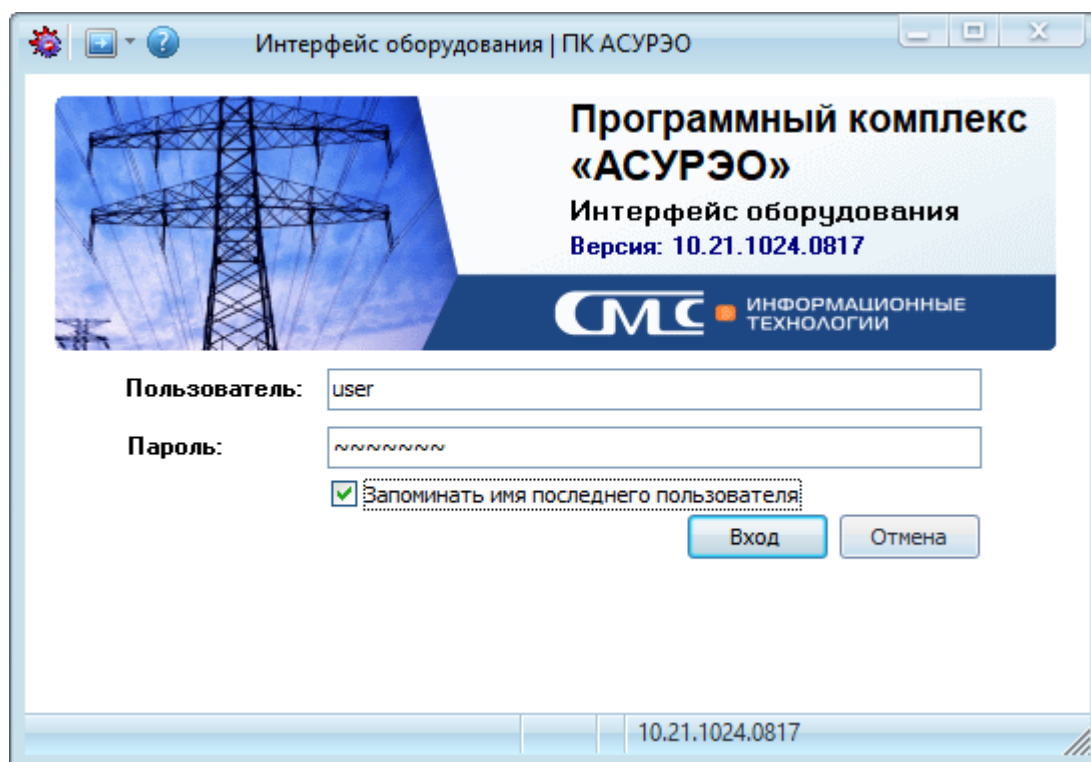 Интерфейс оборудования | ПК АСУРЭО
Программный комплекс
«АСУРЭО»
Интерфейс оборудования
Версия: 10.21.1024.0817
СМС ИНФОРМАЦИОННЫЕ
ТЕХНОЛОГИИ
Пользователь: user
Пароль: ~~~~~~~
Запоминать имя последнего пользователя
Вход Отмена
10.21.1024.0817